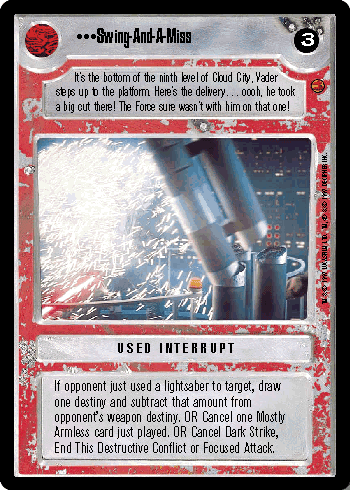 •••Swing-And-A-Miss
3
It's the bottom of the ninth level of Cloud City, Vader
steps up to the platform. Here's the delivery . . . oooh, he took
a big cut there! The Force sure wasn't with him on that one!
USED INTERRUPT
If opponent just used a lightsaber to target, draw
one destiny and subtract that amount from
opponent's weapon destiny. OR Cancel one Mostly
Armless card just played. OR Cancel Dark Strike,
End This Destructive Conflict or Focused Attack.